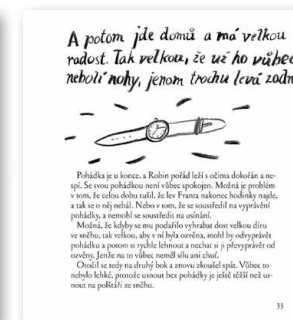 A potom jde domů a má velkou
radost. Tak velkou, že už ho vůbec
nebolí nohy, jenom trochu levá zadn
Pohádka je u konce, a Robin pořád leží s očima dokořán a ne-
spí. Se svou pohádkou není vůbec spokojen. Možná je problém
v tom, že celou dobu tušil, že lev Franta nakonec hodinky najde,
a tak se o něj nebál. Nebo v tom, že se soustředil na vyprávění
pohádky, a nemohl se soustředit na usínání.
Možná, že kdyby se mu podařilo vyhrabat dost velkou díru
ve sněhu, tak velkou, aby v ní byla ozvěna, mohl by odvyprávět
pohádku a potom si rychle lehnout a nechat si ji převyprávět od
ozvěny. Jenže na to vůbec neměl sílu ani chuť.
Otočil se tedy na druhý bok a znovu zkoušel spát. Vůbec to
nebylo lehké, protože usnout bez pohádky je ještě těžší než us-
nout na polštáři ze sněhu.
33